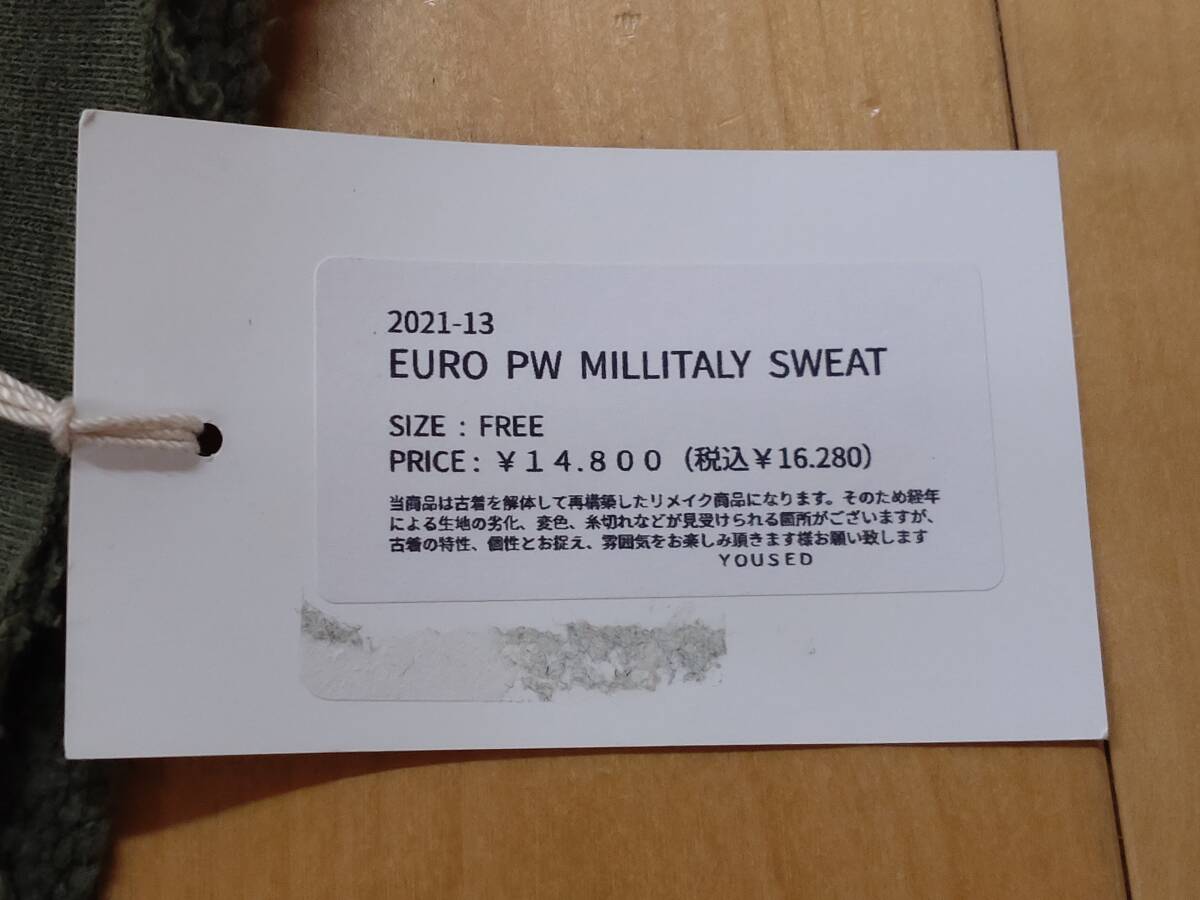 2021-13
EURO PW MILLITALY SWEAT
SIZE : FREE
PRICE : ￥１４.８００（税込￥16.280）
当商品は古着を解体して再構築したリメイク商品になります。そのため経年
による生地の劣化、変色、糸切れなどが見受けられる箇所がございますが、
古着の特性、個性とお捉え、雰囲気をお楽しみ頂きます様お願い致します
YOUSED